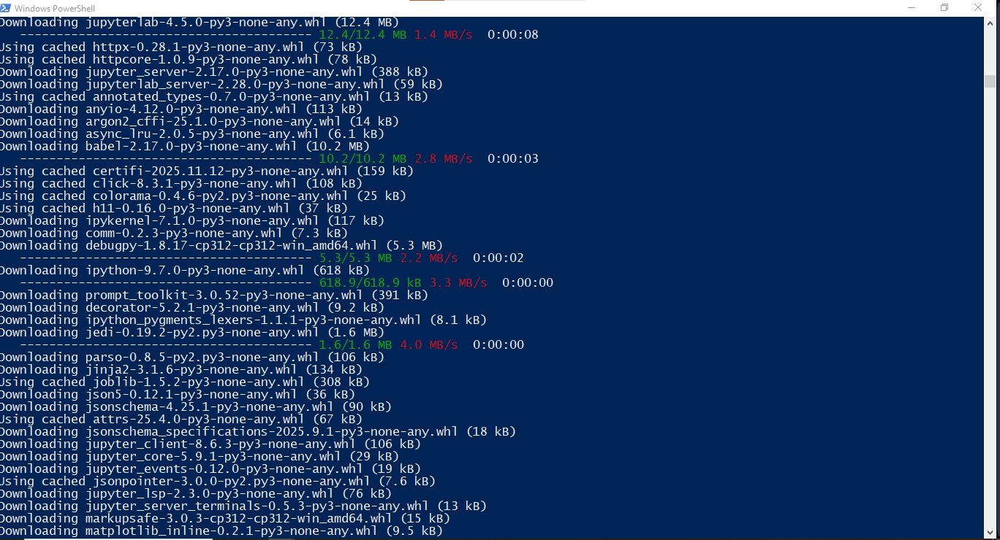 Windows PowerShell
Downloading jupyterlab-4.5.0-py3-none-any.whl (12.4 MB)
---------------------------------------- 12.4/12.4 MB 1.4 MB/s 0:00:08
Using cached httpx-0.28.1-py3-none-any.whl (73 kB)
Using cached httpcore-1.0.9-py3-none-any.whl (78 kB)
Downloading jupyter_server-2.17.0-py3-none-any.whl (388 kB)
Downloading jupyterlab_server-2.28.0-py3-none-any.whl (59 kB)
Using cached annotated_types-0.7.0-py3-none-any.whl (13 kB)
Downloading anyio-4.12.0-py3-none-any.whl (113 kB)
Downloading argon2_cffi-25.1.0-py3-none-any.whl (14 kB)
Downloading async_lru-2.0.5-py3-none-any.whl (6.1 kB)
Downloading babel-2.17.0-py3-none-any.whl (10.2 MB)
---------------------------------------- 10.2/10.2 MB 2.8 MB/s 0:00:03
Using cached certifi-2025.11.12-py3-none-any.whl (159 kB)
Using cached click-8.3.1-py3-none-any.whl (108 kB)
Using cached colorama-0.4.6-py2.py3-none-any.whl (25 kB)
Using cached h11-0.16.0-py3-none-any.whl (37 kB)
Downloading ipykernel-7.1.0-py3-none-any.whl (117 kB)
Downloading comm-0.2.3-py3-none-any.whl (7.3 kB)
Downloading debugpy-1.8.17-cp312-cp312-win_amd64.whl (5.3 MB)
---------------------------------------- 5.3/5.3 MB 2.2 MB/s 0:00:02
Downloading ipython-9.7.0-py3-none-any.whl (618 kB)
---------------------------------------- 618.9/618.9 kB 3.3 MB/s 0:00:00
Downloading prompt_toolkit-3.0.52-py3-none-any.whl (391 kB)
Downloading decorator-5.2.1-py3-none-any.whl (9.2 kB)
Downloading ipython_pygments_lexers-1.1.1-py3-none-any.whl (8.1 kB)
Downloading jedi-0.19.2-py2.py3-none-any.whl (1.6 MB)
---------------------------------------- 1.6/1.6 MB 4.0 MB/s 0:00:00
Downloading parso-0.8.5-py2.py3-none-any.whl (106 kB)
Downloading jinja2-3.1.6-py3-none-any.whl (134 kB)
Using cached joblib-1.5.2-py3-none-any.whl (308 kB)
Downloading json5-0.12.1-py3-none-any.whl (36 kB)
Downloading jsonschema-4.25.1-py3-none-any.whl (90 kB)
Using cached attrs-25.4.0-py3-none-any.whl (67 kB)
Downloading jsonschema_specifications-2025.9.1-py3-none-any.whl (18 kB)
Downloading jupyter_client-8.6.3-py3-none-any.whl (106 kB)
Downloading jupyter_core-5.9.1-py3-none-any.whl (29 kB)
Downloading jupyter_events-0.12.0-py3-none-any.whl (19 kB)
Using cached jsonpointer-3.0.0-py2.py3-none-any.whl (7.6 kB)
Downloading jupyter_lsp-2.3.0-py3-none-any.whl (76 kB)
Downloading jupyter_server_terminals-0.5.3-py3-none-any.whl (13 kB)
Downloading markupsafe-3.0.3-cp312-cp312-win_amd64.whl (15 kB)
Downloading matplotlib_inline-0.2.1-py3-none-any.whl (9.5 kB)